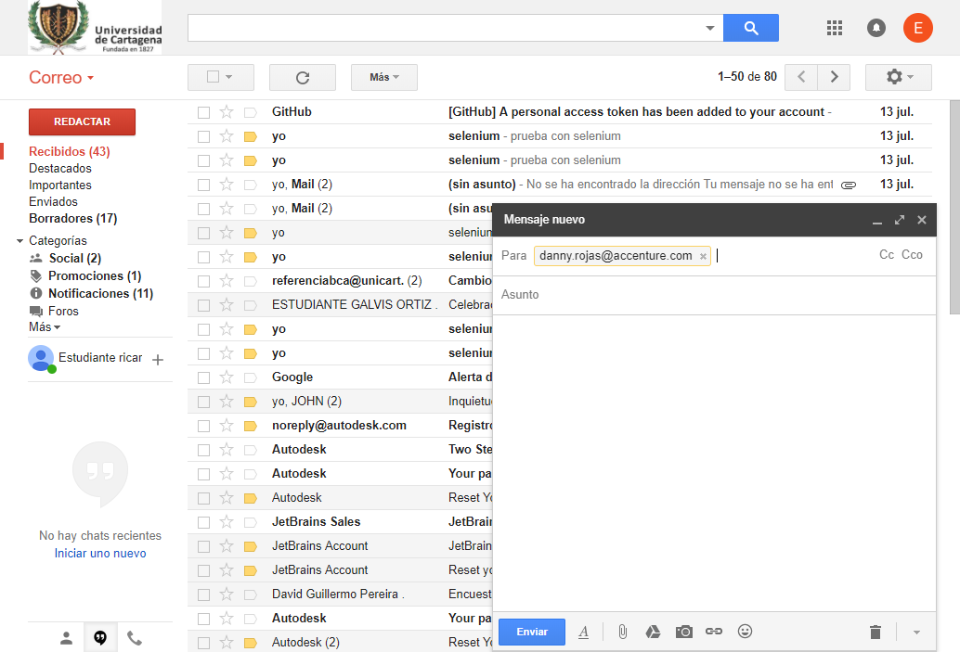 Universidad
de Cartagena
Fundada en 1827
E
Correo
Más
1–50 de 80
REDACTAR
Recibidos (43)
Destacados
Importantes
Enviados
Borradores (17)
Categorías
Social (2)
Promociones (1)
Notificaciones (11)
Foros
Más
Estudiante ricar
No hay chats recientes
Iniciar uno nuevo
GitHub [GitHub] A personal access token has been added to your account - 13 jul.
yo selenium - prueba con selenium 13 jul.
yo selenium - prueba con selenium 13 jul.
yo, Mail (2) (sin asunto) - No se ha encontrado la dirección Tu mensaje no se ha ent 13 jul.
yo, Mail (2) (sin asu
yo selenium
yo selenium
referenciabca@unicart. (2) Cambio
ESTUDIANTE GALVIS ORTIZ . Celebrac
yo selenium
yo selenium
Google Alerta d
yo, JOHN (2) Inquietud
noreply@autodesk.com Registro
Autodesk Two Ste
Autodesk Your pa
Autodesk Reset Yo
JetBrains Sales JetBrain
JetBrains Account JetBrain
JetBrains Account Reset yo
David Guillermo Pereira . Encuest
Autodesk Your pa
Autodesk (2) Reset Yo
Mensaje nuevo
Para danny.rojas@accenture.com × Cc Cco
Asunto
Enviar